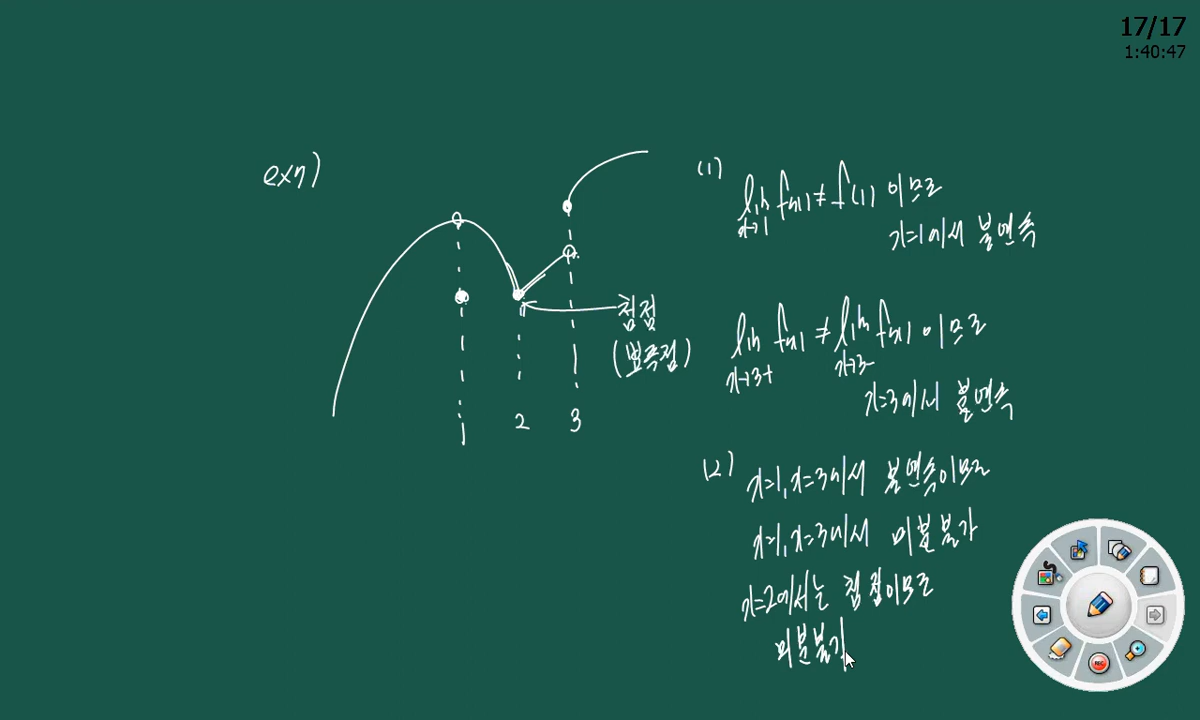 17/17
1:40:47
ex7)
첨점
(뾰족점)
1 2 3
(1)
lim f(x) ≠ f(1) 이므로
x→1
x=1에서 불연속
lim f(x) ≠ lim f(x) 이므로
x→3+ x→3-
x=3에서 불연속
(2)
x=1, x=3에서 불연속이므로
x=1, x=3에서 미분불가
x=2에서는 첨점이므로
미분불가
REC